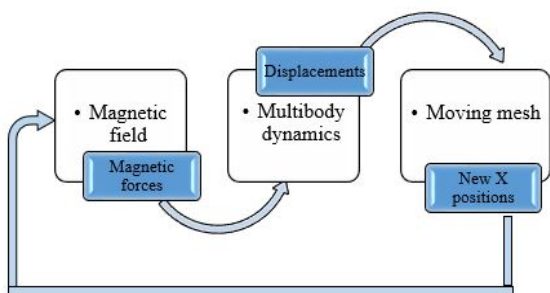 • Magnetic
field
Magnetic
forces
Displacements
• Multibody
dynamics
• Moving mesh
New X
positions